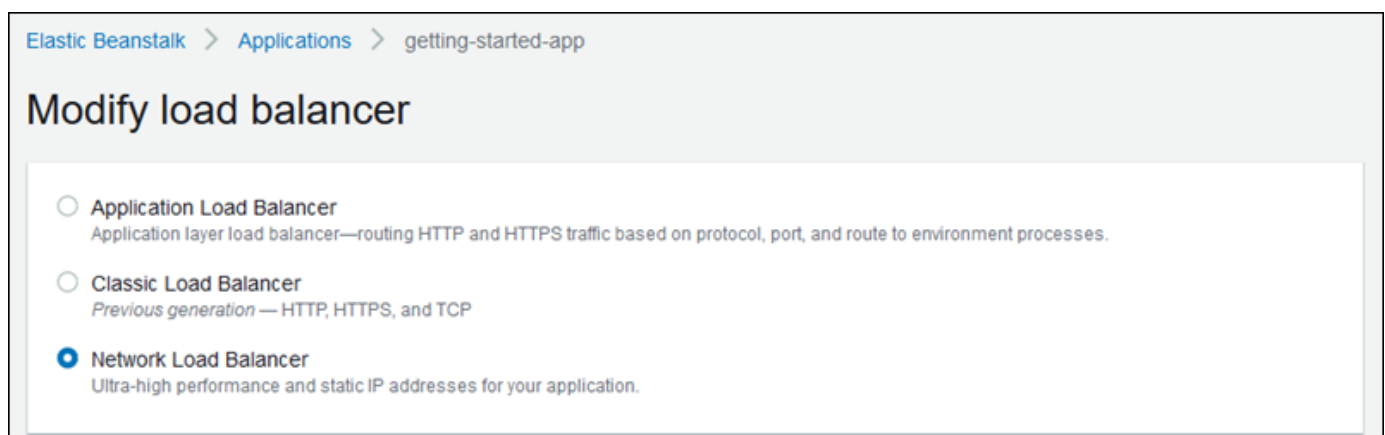 Elastic Beanstalk > Applications > getting-started-app
Modify load balancer
Application Load Balancer
Application layer load balancer—routing HTTP and HTTPS traffic based on protocol, port, and route to environment processes.
Classic Load Balancer
Previous generation — HTTP, HTTPS, and TCP
Network Load Balancer
Ultra-high performance and static IP addresses for your application.